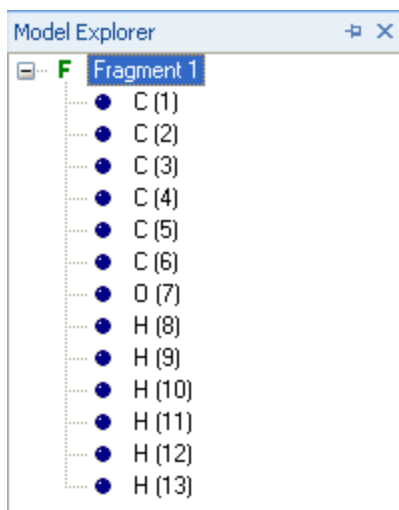 Model Explorer
F Fragment 1
C (1)
C (2)
C (3)
C (4)
C (5)
C (6)
O (7)
H (8)
H (9)
H (10)
H (11)
H (12)
H (13)